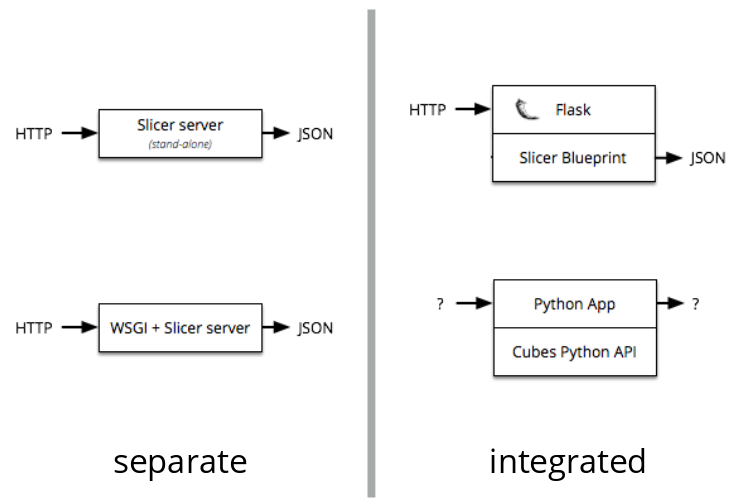 HTTP
Slicer server
(stand-alone)
JSON
HTTP
WSGI + Slicer server
JSON
separate
HTTP
Flask
Slicer Blueprint
JSON
?
Python App
?
Cubes Python API
integrated